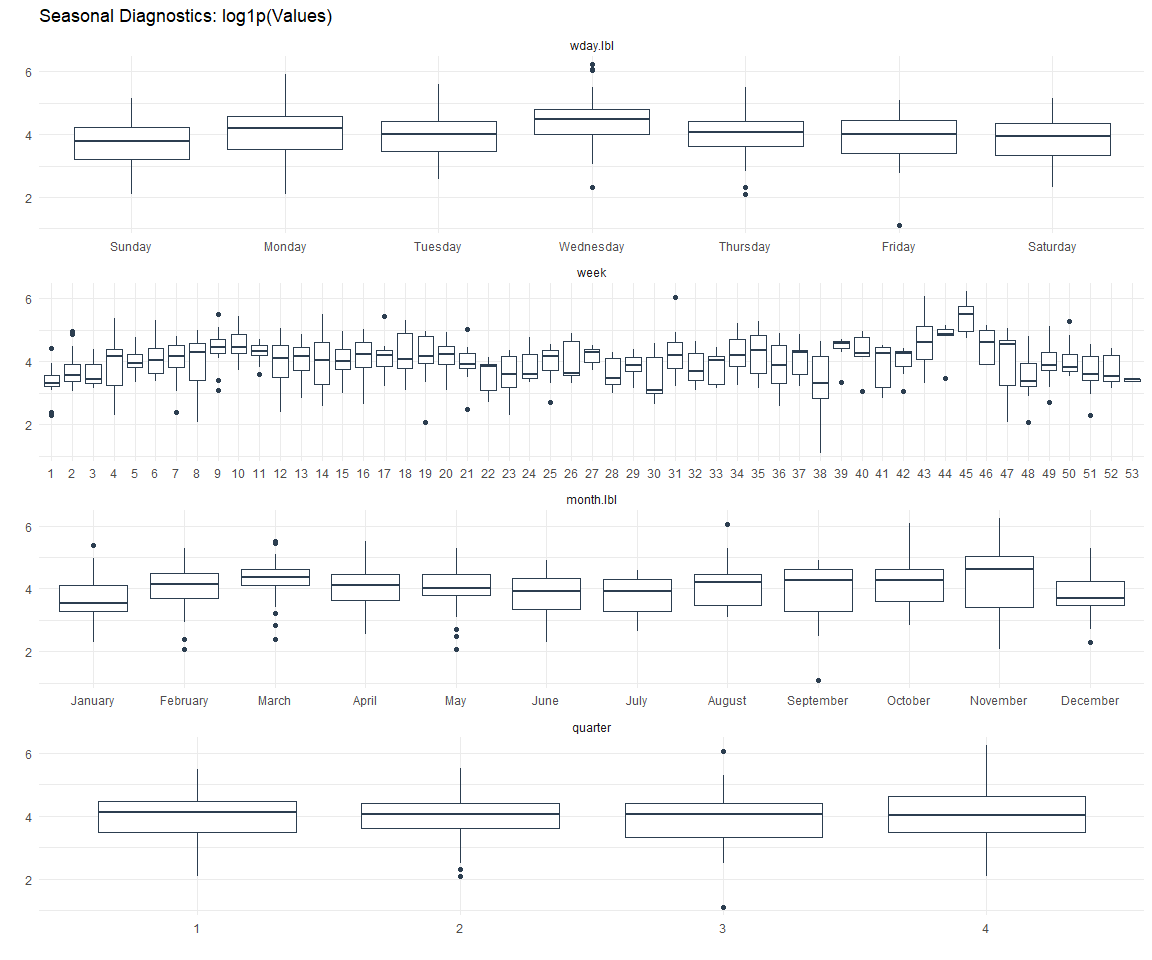 Seasonal Diagnostics: log1p(Values)
wday.lbl
6
4
2
Sunday Monday Tuesday Wednesday Thursday Friday Saturday
week
6
4
2
1 2 3 4 5 6 7 8 9 10 11 12 13 14 15 16 17 18 19 20 21 22 23 24 25 26 27 28 29 30 31 32 33 34 35 36 37 38 39 40 41 42 43 44 45 46 47 48 49 50 51 52 53
month.lbl
6
4
2
January February March April May June July August September October November December
quarter
6
4
2
1 2 3 4